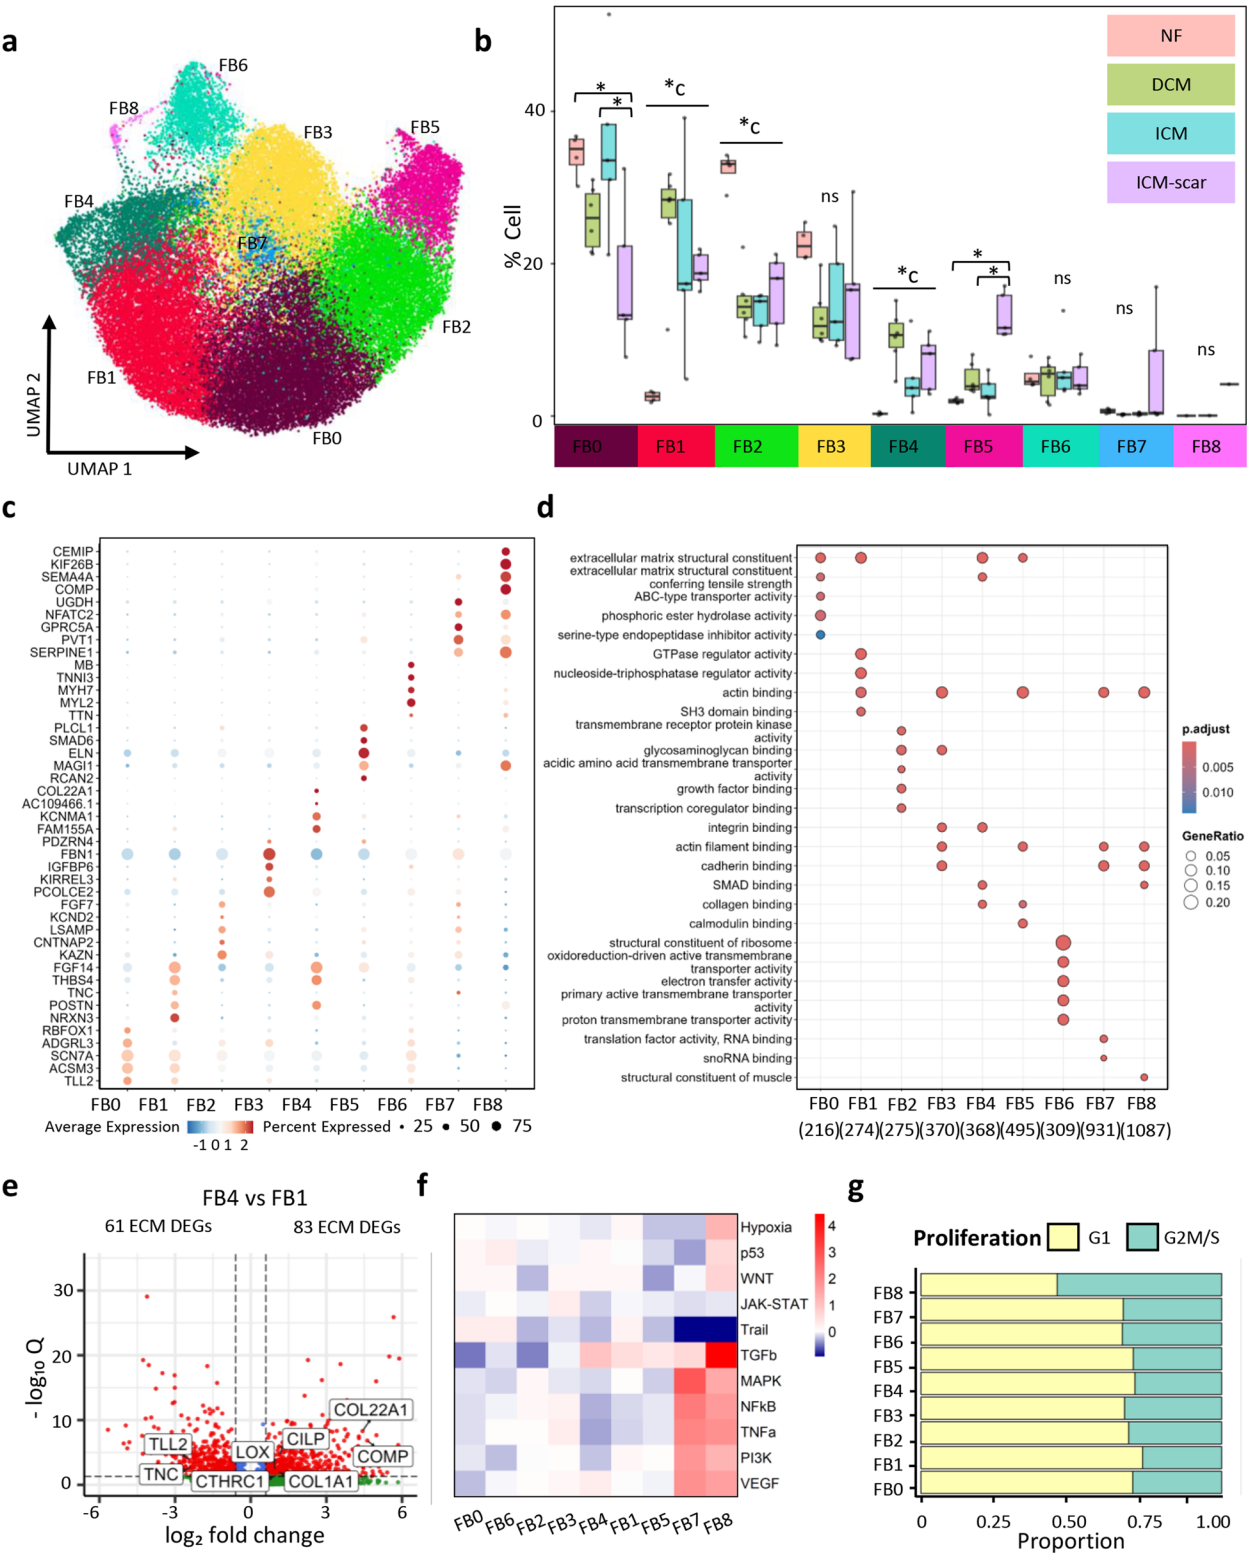 a
FB6
FB8
FB3
FB5
FB4
FB7
FB2
FB1
FB0
UMAP 2
UMAP 1
b
NF
DCM
ICM
ICM-scar
% Cell
40
20
0
*
*
*c
*c
ns
*c
*
*
ns
ns
ns
FB0 FB1 FB2 FB3 FB4 FB5 FB6 FB7 FB8
c
CEMIP
KIF26B
SEMA4A
COMP
UGDH
NFATC2
GPRC5A
PVT1
SERPINE1
MB
TNNI3
MYH7
MYL2
TTN
PLCL1
SMAD6
ELN
MAGI1
RCAN2
COL22A1
AC109466.1
KCNMA1
FAM155A
PDZRN4
FBN1
IGFBP6
KIRREL3
PCOLCE2
FGF7
KCND2
LSAMP
CNTNAP2
KAZN
FGF14
THBS4
TNC
POSTN
NRXN3
RBFOX1
ADGRL3
SCN7A
ACSM3
TLL2
FB0 FB1 FB2 FB3 FB4 FB5 FB6 FB7 FB8
Average Expression
-1 0 1 2
Percent Expressed 25 50 75
d
extracellular matrix structural constituent
extracellular matrix structural constituent
conferring tensile strength
ABC-type transporter activity
phosphoric ester hydrolase activity
serine-type endopeptidase inhibitor activity
GTPase regulator activity
nucleoside-triphosphatase regulator activity
actin binding
SH3 domain binding
transmembrane receptor protein kinase
activity
glycosaminoglycan binding
acidic amino acid transmembrane transporter
activity
growth factor binding
transcription coregulator binding
integrin binding
actin filament binding
cadherin binding
SMAD binding
collagen binding
calmodulin binding
structural constituent of ribosome
oxidoreduction-driven active transmembrane
transporter activity
electron transfer activity
primary active transmembrane transporter
activity
proton transmembrane transporter activity
translation factor activity, RNA binding
snoRNA binding
structural constituent of muscle
FB0 FB1 FB2 FB3 FB4 FB5 FB6 FB7 FB8
(216)(274)(275)(370)(368)(495)(309)(931)(1087)
p.adjust
0.005
0.010
GeneRatio
0.05
0.10
0.15
0.20
e
FB4 vs FB1
61 ECM DEGs
83 ECM DEGs
- log₁₀ Q
30
20
10
0
COL22A1
TLL2
CILP
LOX
COMP
TNC
CTHRC1
COL1A1
-6 -3 0 3 6
log₂ fold change
f
Hypoxia
p53
WNT
JAK-STAT
Trail
TGFb
MAPK
NFkB
TNFa
PI3K
VEGF
FB0 FB6 FB2 FB3 FB4 FB1 FB5 FB7 FB8
4
3
2
1
0
g
Proliferation G1 G2M/S
FB8
FB7
FB6
FB5
FB4
FB3
FB2
FB1
FB0
0 0.25 0.50 0.75 1.00
Proportion